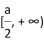 [a/2, +∞)